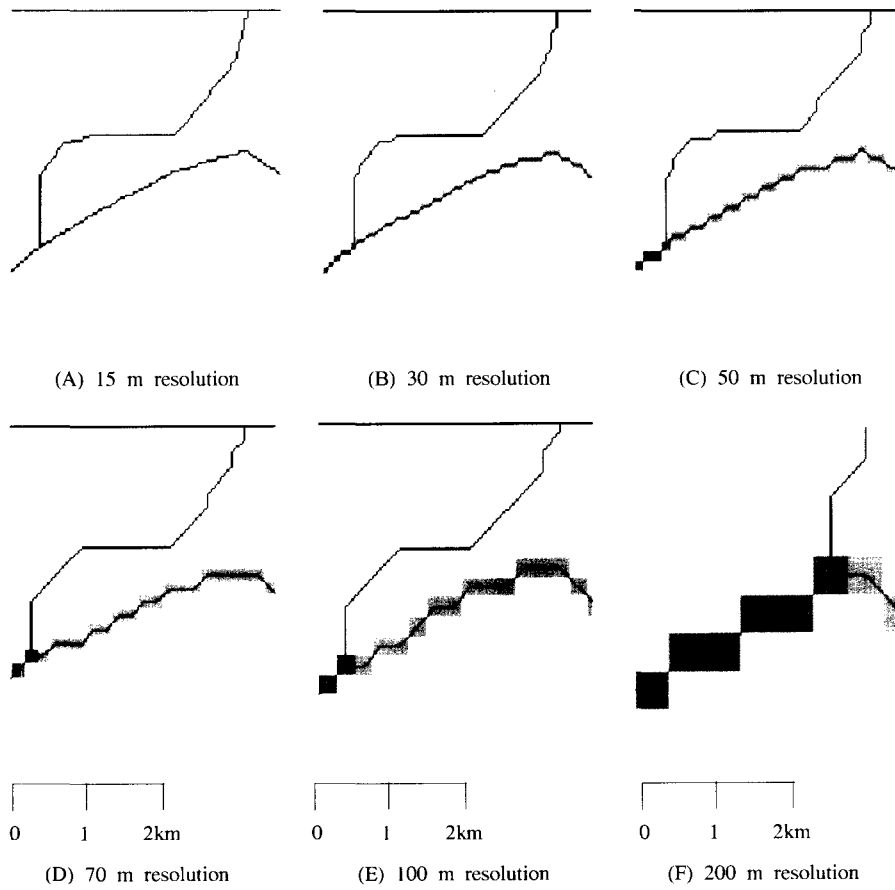 (A) 15 m resolution
(B) 30 m resolution
(C) 50 m resolution
0 1 2km
0 1 2km
0 1 2km
(D) 70 m resolution
(E) 100 m resolution
(F) 200 m resolution